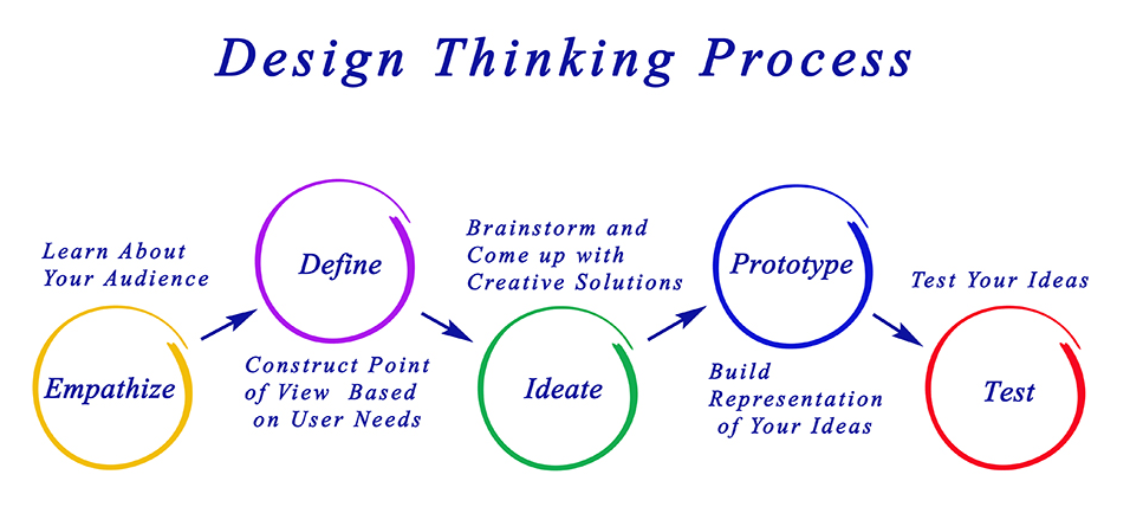 Design Thinking Process
Learn About
Your Audience
Empathize
Define
Construct Point
of View Based
on User Needs
Brainstorm and
Come up with
Creative Solutions
Ideate
Prototype
Build
Representation
of Your Ideas
Test Your Ideas
Test